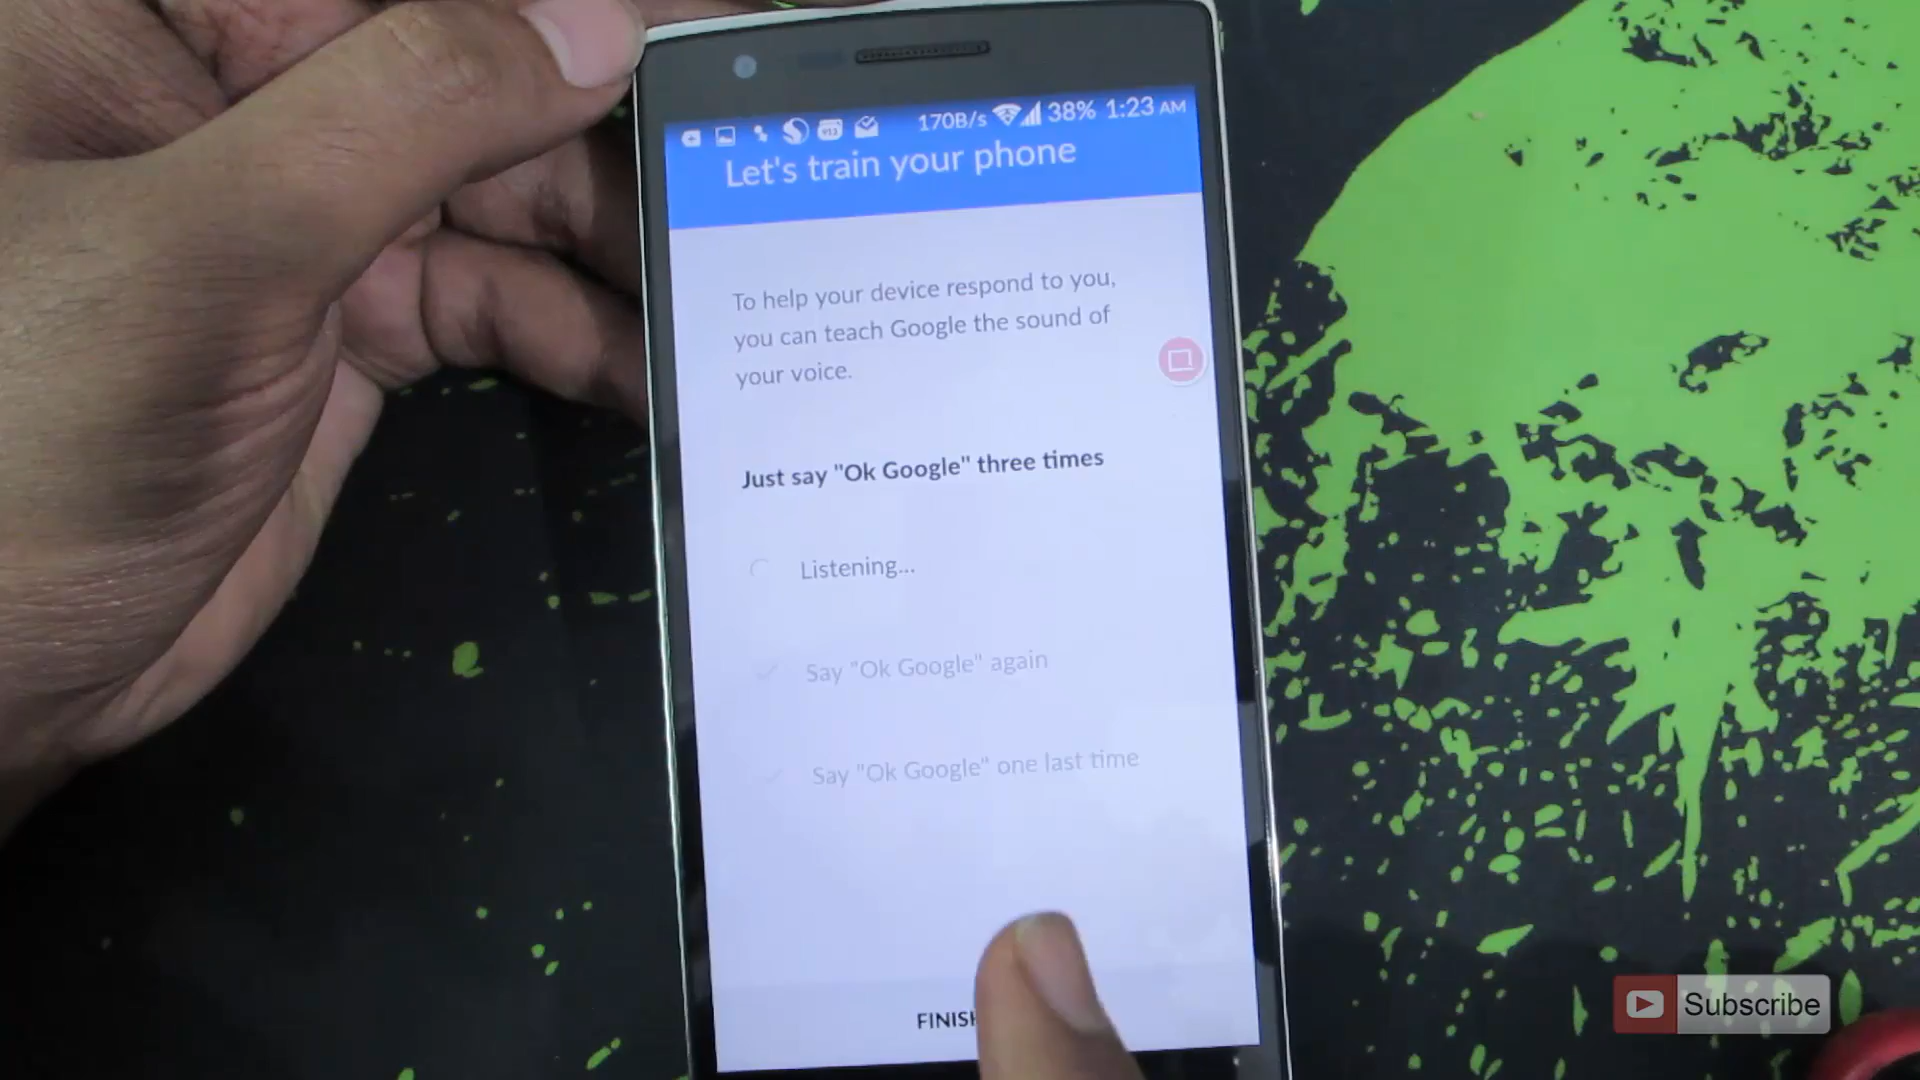 170B/s 38% 1:23 AM
Let's train your phone
To help your device respond to you,
you can teach Google the sound of
your voice.
Just say "Ok Google" three times
Listening...
Say "Ok Google" again
Say "Ok Google" one last time
FINISH
Subscribe